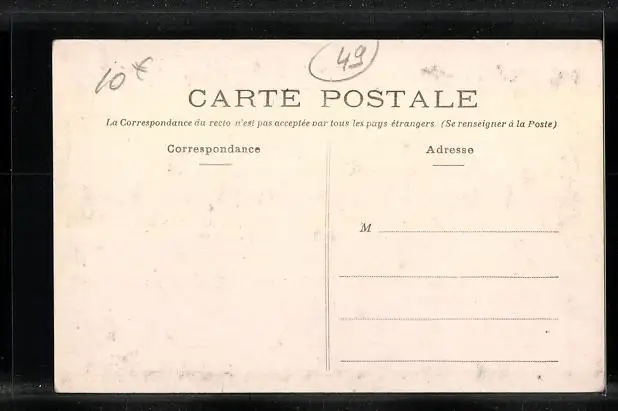 10€
49
CARTE POSTALE
La Correspondance du recto n'est pas acceptée par tous les pays étrangers (Se renseigner à la Poste)
Correspondance
Adresse
M